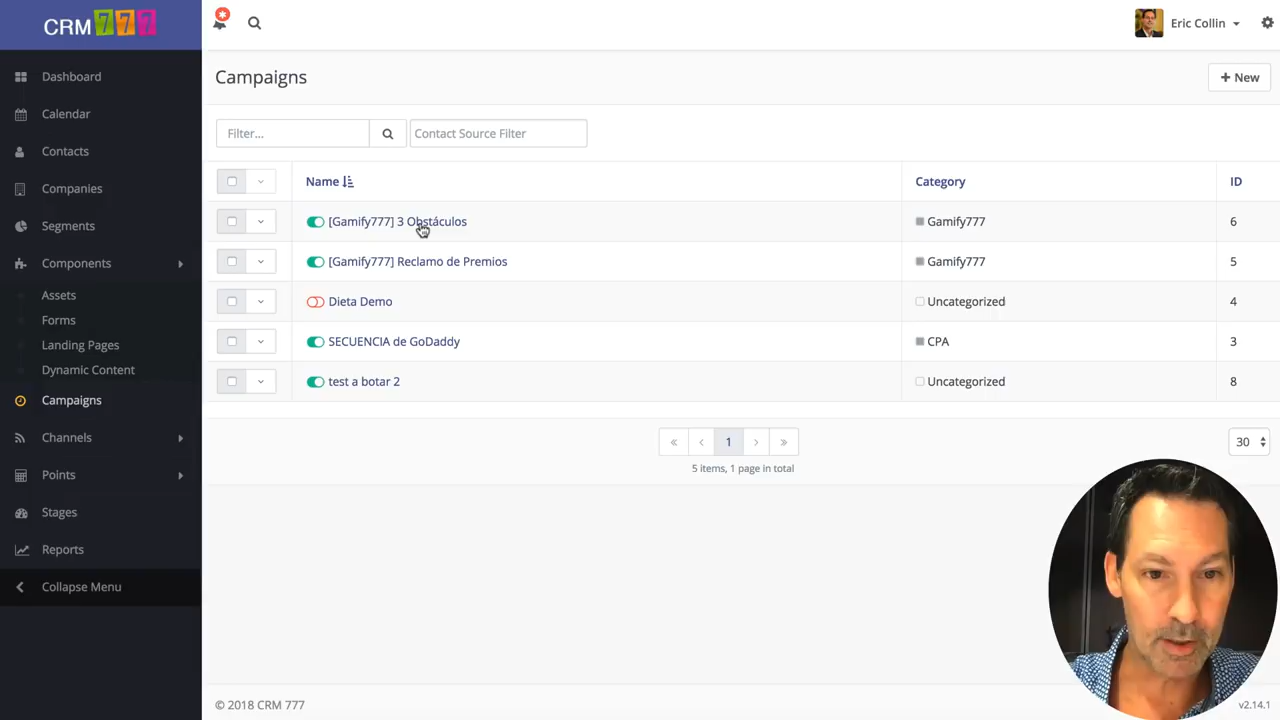 CRM 777
Eric Collin
Dashboard
Calendar
Contacts
Companies
Segments
Components
Assets
Forms
Landing Pages
Dynamic Content
Campaigns
Channels
Points
Stages
Reports
Collapse Menu
Campaigns
+ New
Filter...
Contact Source Filter
Name Category ID
[Gamify777] 3 Obstáculos Gamify777 6
[Gamify777] Reclamo de Premios Gamify777 5
Dieta Demo Uncategorized 4
SECUENCIA de GoDaddy CPA 3
test a botar 2 Uncategorized 8
« ‹ 1 › »
30
5 items, 1 page in total
© 2018 CRM 777
v2.14.1